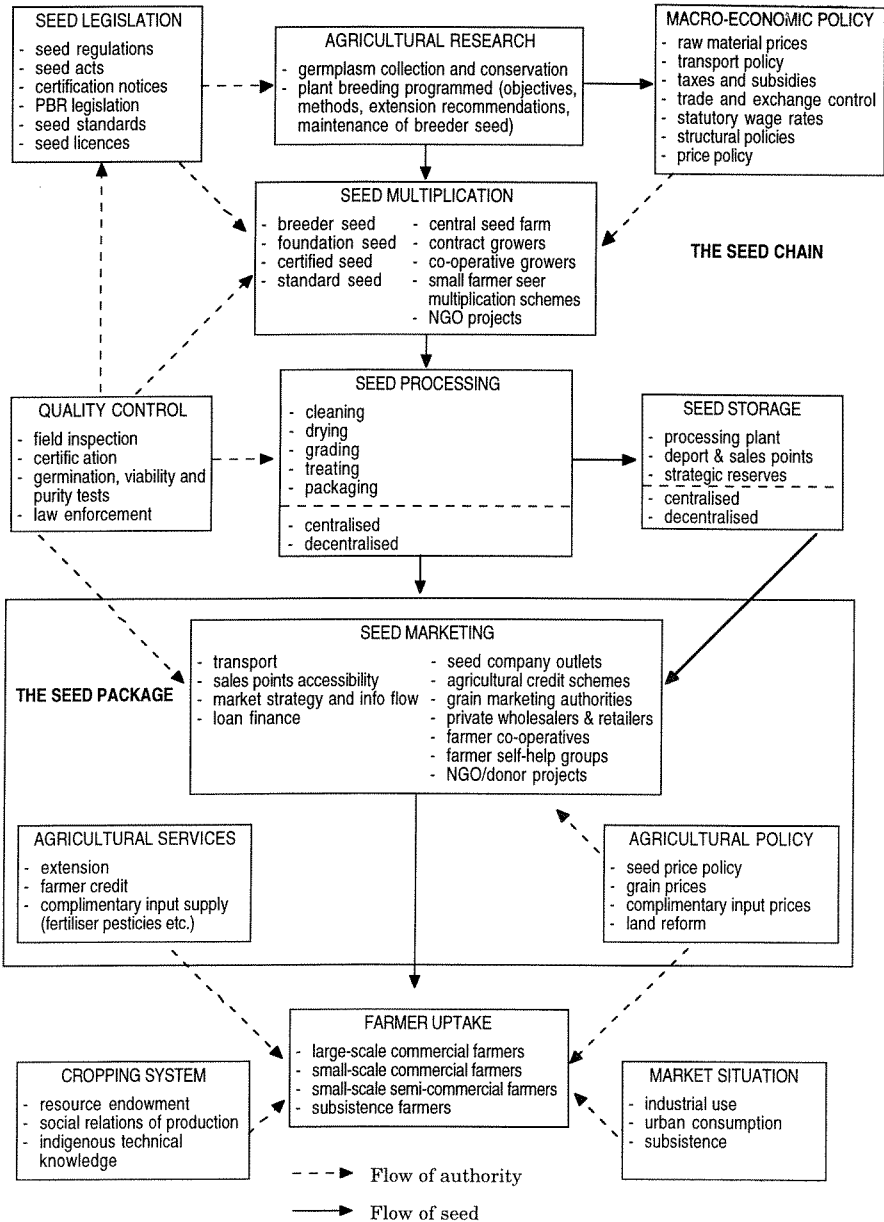 SEED LEGISLATION
- seed regulations
- seed acts
- certification notices
- PBR legislation
- seed standards
- seed licences
AGRICULTURAL RESEARCH
- germplasm collection and conservation
- plant breeding programmed (objectives,
methods, extension recommendations,
maintenance of breeder seed)
MACRO-ECONOMIC POLICY
- raw material prices
- transport policy
- taxes and subsidies
- trade and exchange control
- statutory wage rates
- structural policies
- price policy
SEED MULTIPLICATION
- breeder seed
- foundation seed
- certified seed
- standard seed
- central seed farm
- contract growers
- co-operative growers
- small farmer seer
multiplication schemes
- NGO projects
THE SEED CHAIN
QUALITY CONTROL
- field inspection
- certific ation
- germination, viability and
purity tests
- law enforcement
SEED PROCESSING
- cleaning
- drying
- grading
- treating
- packaging
- centralised
- decentralised
SEED STORAGE
- processing plant
- deport & sales points
- strategic reserves
- centralised
- decentralised
THE SEED PACKAGE
SEED MARKETING
- transport
- sales points accessibility
- market strategy and info flow
- loan finance
- seed company outlets
- agricultural credit schemes
- grain marketing authorities
- private wholesalers & retailers
- farmer co-operatives
- farmer self-help groups
- NGO/donor projects
AGRICULTURAL SERVICES
- extension
- farmer credit
- complimentary input supply
(fertiliser pesticies etc.)
AGRICULTURAL POLICY
- seed price policy
- grain prices
- complimentary input prices
- land reform
FARMER UPTAKE
- large-scale commercial farmers
- small-scale commercial farmers
- small-scale semi-commercial farmers
- subsistence farmers
CROPPING SYSTEM
- resource endowment
- social relations of production
- indigenous technical
knowledge
MARKET SITUATION
- industrial use
- urban consumption
- subsistence
Flow of authority
Flow of seed